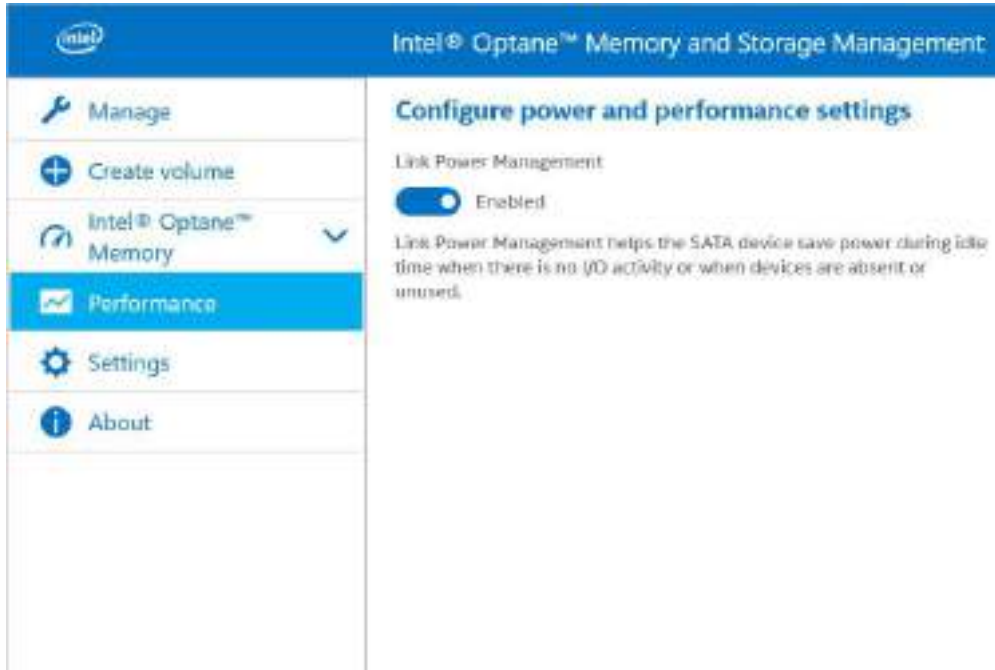 intel
Intel® Optane™ Memory and Storage Management
Manage
Create volume
Intel® Optane™
Memory
Performance
Settings
About
Configure power and performance settings
Link Power Management
Enabled
Link Power Management helps the SATA device save power during idle
time when there is no I/O activity or when devices are absent or
unused.